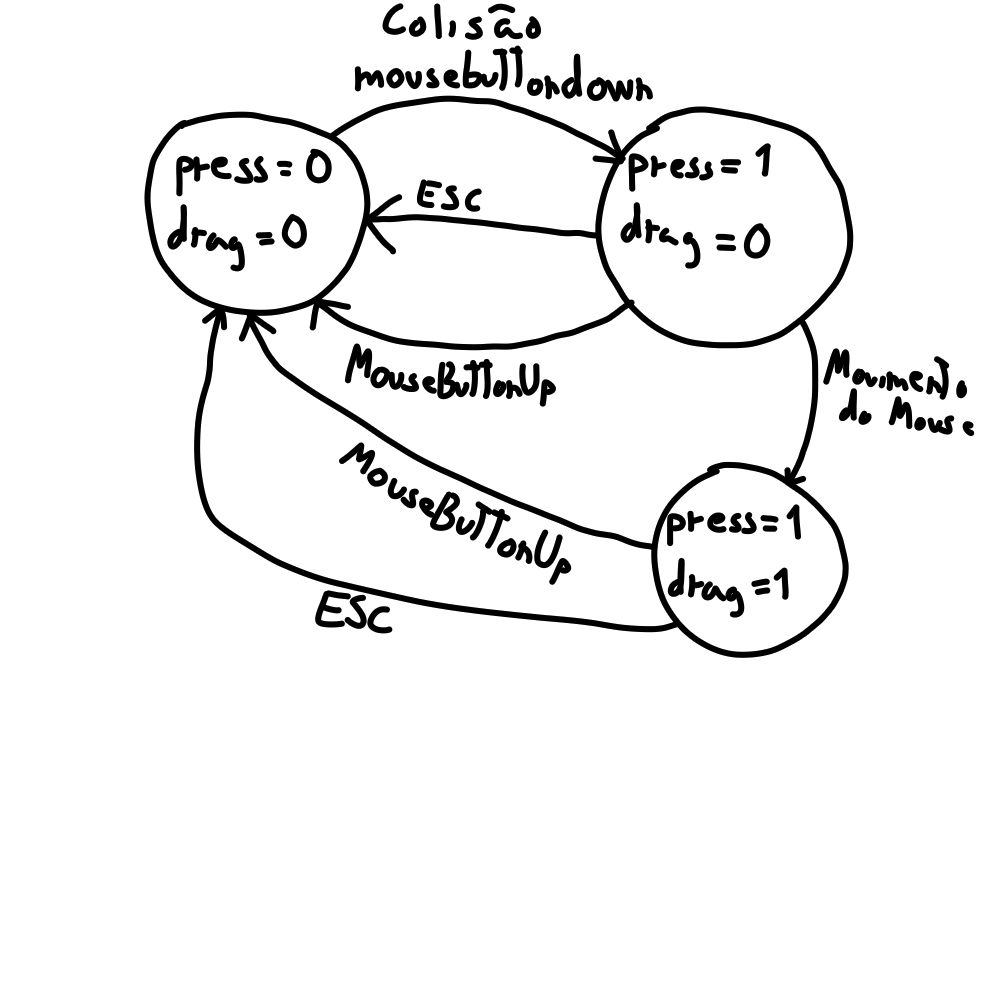 Colisão
mousebuttondown
press = 0
drag = 0
ESC
press = 1
drag = 0
MouseButtonUp
Movimento
do Mouse
MouseButtonUp
press = 1
drag = 1
ESC